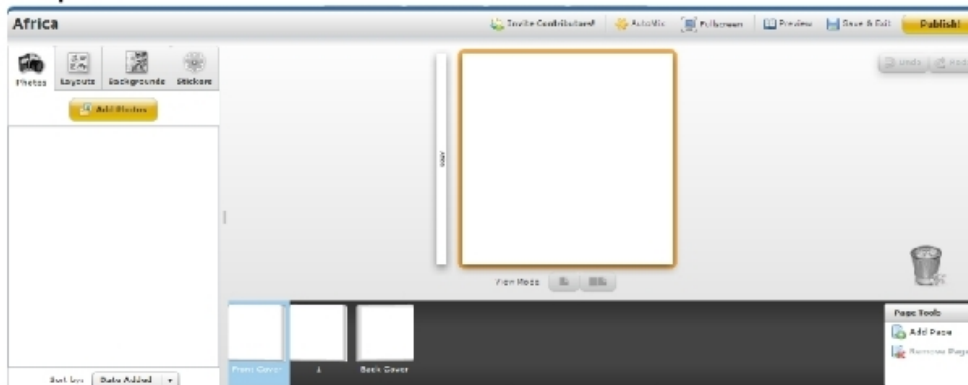 Africa
Invite Contributors!
AutoMix
Fullscreen
Preview
Save & Exit
Publish!
Photos
Layouts
Backgrounds
Stickers
Add Photos
Undo
View Mode
Page Tools
Add Page
Remove Page
Front Cover
1
Back Cover
Sort by:
Date Added